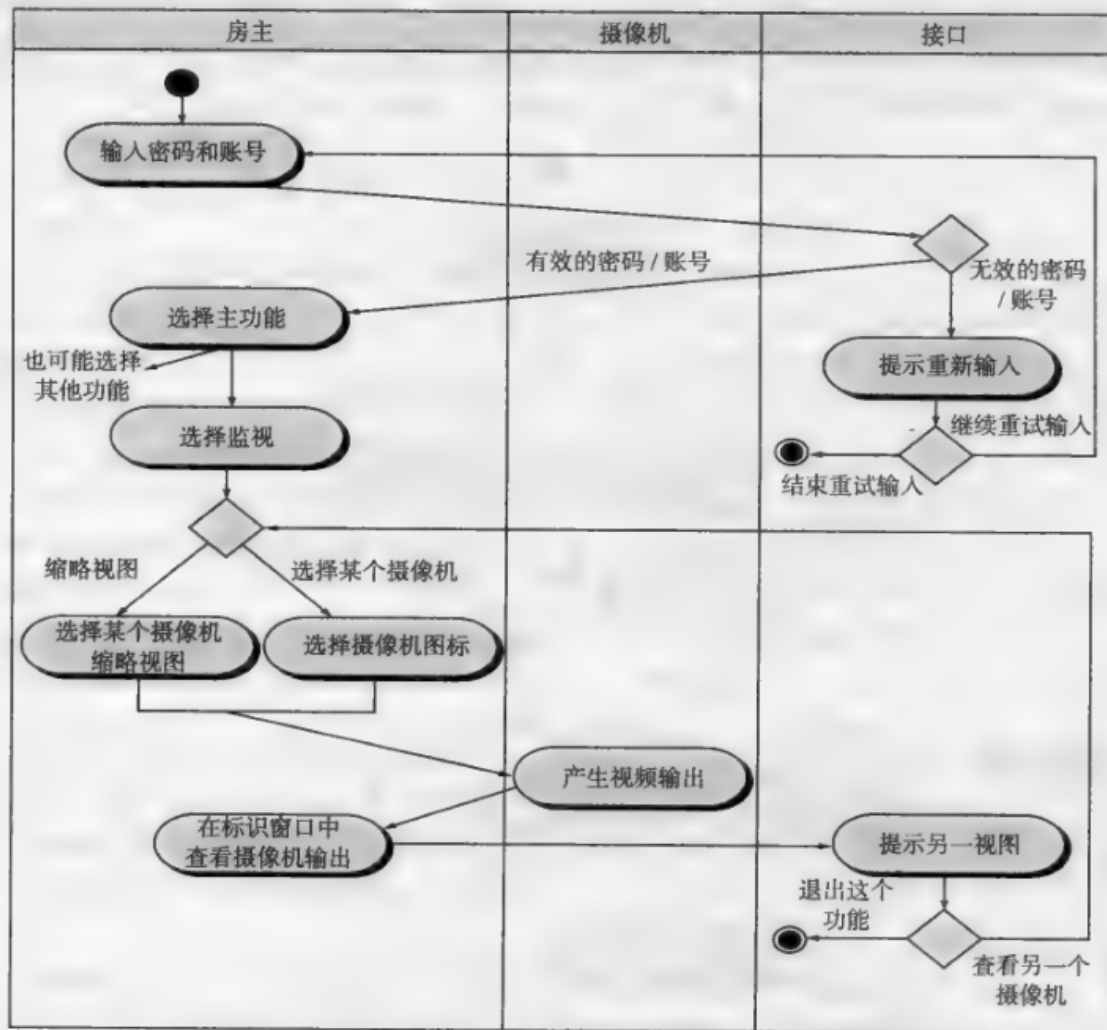 房主
摄像机
接口
输入密码和账号
有效的密码 / 账号
无效的密码
/ 账号
选择主功能
也可能选择
其他功能
提示重新输入
选择监视
继续重试输入
结束重试输入
缩略视图
选择某个摄像机
选择某个摄像机
缩略视图
选择摄像机图标
产生视频输出
在标识窗口中
查看摄像机输出
提示另一视图
退出这个
功能
查看另一个
摄像机